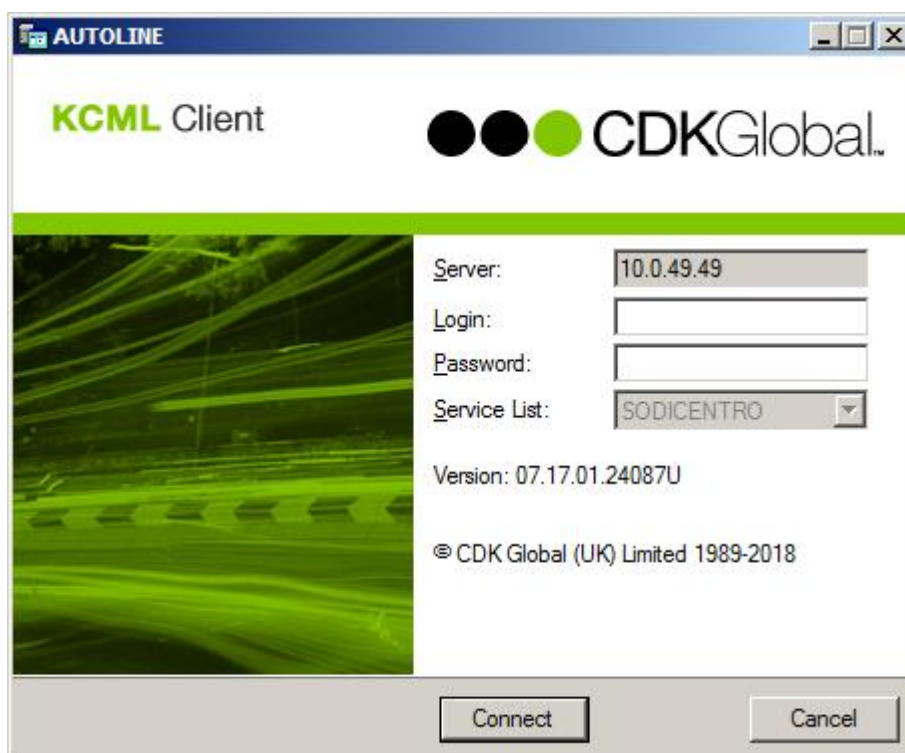 AUTOLINE
KCML Client
CDKGlobal™
Server: 10.0.49.49
Login:
Password:
Service List: SODICENTRO
Version: 07.17.01.24087U
© CDK Global (UK) Limited 1989-2018
Connect Cancel